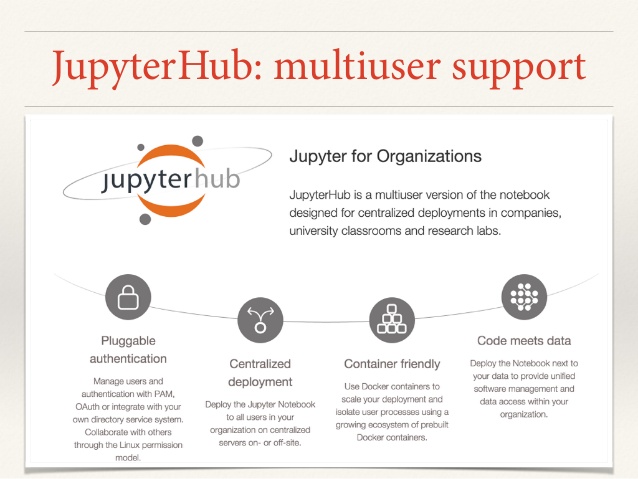 JupyterHub: multiuser support
jupyterhub
Jupyter for Organizations
JupyterHub is a multiuser version of the notebook
designed for centralized deployments in companies,
university classrooms and research labs.
Pluggable
authentication
Manage users and
authentication with PAM,
OAuth or integrate with your
own directory service system.
Collaborate with others
through the Linux permission
model.
Centralized
deployment
Deploy the Jupyter Notebook
to all users in your
organization on centralized
servers on- or off-site.
Container friendly
Use Docker containers to
scale your deployment and
isolate user processes using a
growing ecosystem of prebuilt
Docker containers.
Code meets data
Deploy the Notebook next to
your data to provide unified
software management and
data access within your
organization.